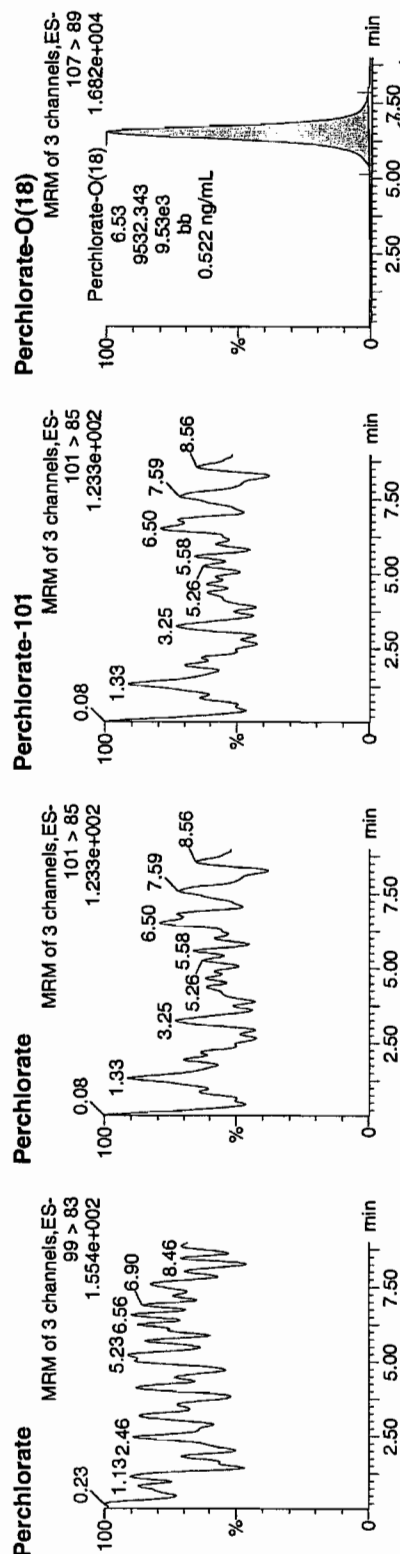 Perchlorate
MRM of 3 channels,ES-
99 > 83
1.554e+002
100
%
0
0.23
1.13
2.46
5.23
6.56
6.90
8.46
2.50
5.00
7.50
min
Perchlorate
MRM of 3 channels,ES-
101 > 85
1.233e+002
100
%
0
0.08
1.33
3.25
5.26
5.58
6.50
7.59
8.56
2.50
5.00
7.50
min
Perchlorate-101
MRM of 3 channels,ES-
101 > 85
1.233e+002
100
%
0
0.08
1.33
3.25
5.26
5.58
6.50
7.59
8.56
2.50
5.00
7.50
min
Perchlorate-O(18)
MRM of 3 channels,ES-
107 > 89
1.682e+004
100
%
0
Perchlorate-O(18)
6.53
9532.343
9.53e3
bb
0.522 ng/mL
2.50
5.00
7.50
min